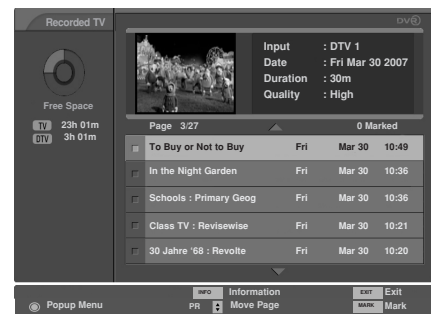 Recorded TV
DVR
Input : DTV 1
Date : Fri Mar 30 2007
Duration : 30m
Quality : High
Free Space
TV 23h 01m
DTV 3h 01m
Page 3/27 0 Marked
To Buy or Not to Buy Fri Mar 30 10:49
In the Night Garden Fri Mar 30 10:36
Schools : Primary Geog Fri Mar 30 10:36
Class TV : Revisewise Fri Mar 30 10:21
30 Jahre ‘68 : Revolte Fri Mar 30 10:20
INFO Information EXIT Exit
Popup Menu PR Move Page MARK Mark